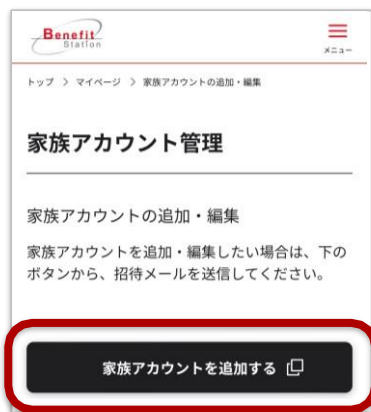 Benefit
Station
メニュー
トップ > マイページ > 家族アカウントの追加・編集
家族アカウント管理
家族アカウントの追加・編集
家族アカウントを追加・編集したい場合は、下の
ボタンから、招待メールを送信してください。
家族アカウントを追加する